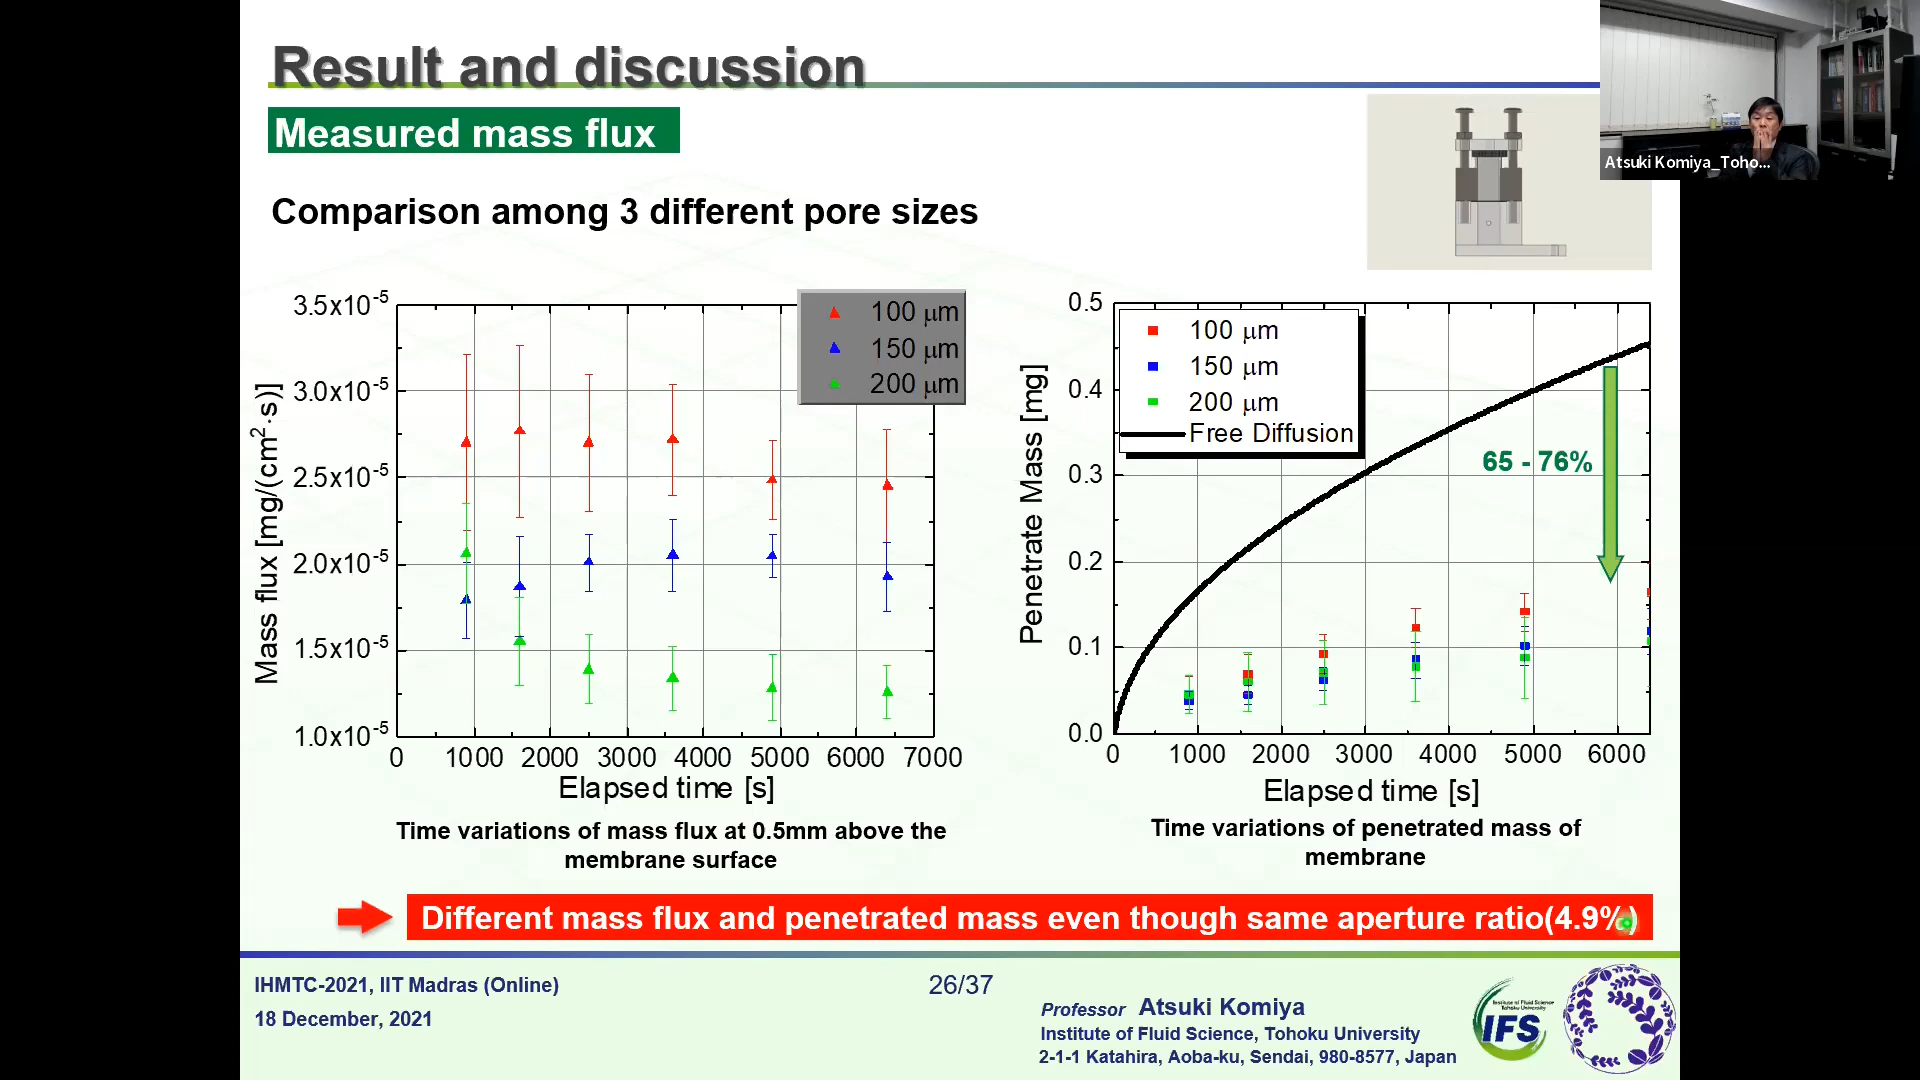 Result and discussion
Measured mass flux
Atsuki Komiya_Toho...
Comparison among 3 different pore sizes
3.5x10-5
3.0x10-5
2.5x10-5
2.0x10-5
1.5x10-5
1.0x10-5
Mass flux [mg/(cm2·s)]
100 μm
150 μm
200 μm
0 1000 2000 3000 4000 5000 6000 7000
Elapsed time [s]
Time variations of mass flux at 0.5mm above the
membrane surface
0.5
0.4
0.3
0.2
0.1
0.0
Penetrate Mass [mg]
100 μm
150 μm
200 μm
Free Diffusion
65 - 76%
0 1000 2000 3000 4000 5000 6000
Elapsed time [s]
Time variations of penetrated mass of
membrane
Different mass flux and penetrated mass even though same aperture ratio(4.9%)
IHMTC-2021, IIT Madras (Online)
18 December, 2021
26/37
Professor Atsuki Komiya
Institute of Fluid Science, Tohoku University
2-1-1 Katahira, Aoba-ku, Sendai, 980-8577, Japan
Institute of Fluid Science
Tohoku University
IFS